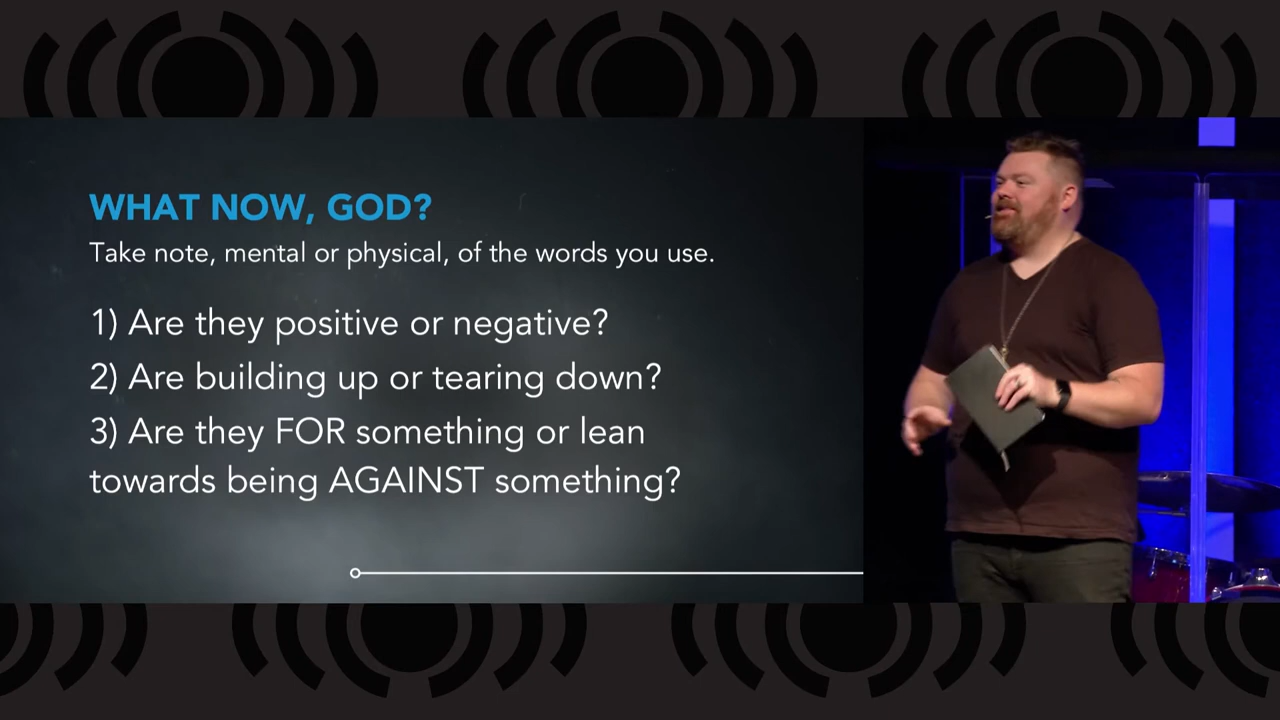 WHAT NOW, GOD?
Take note, mental or physical, of the words you use.
1) Are they positive or negative?
2) Are building up or tearing down?
3) Are they FOR something or lean
towards being AGAINST something?